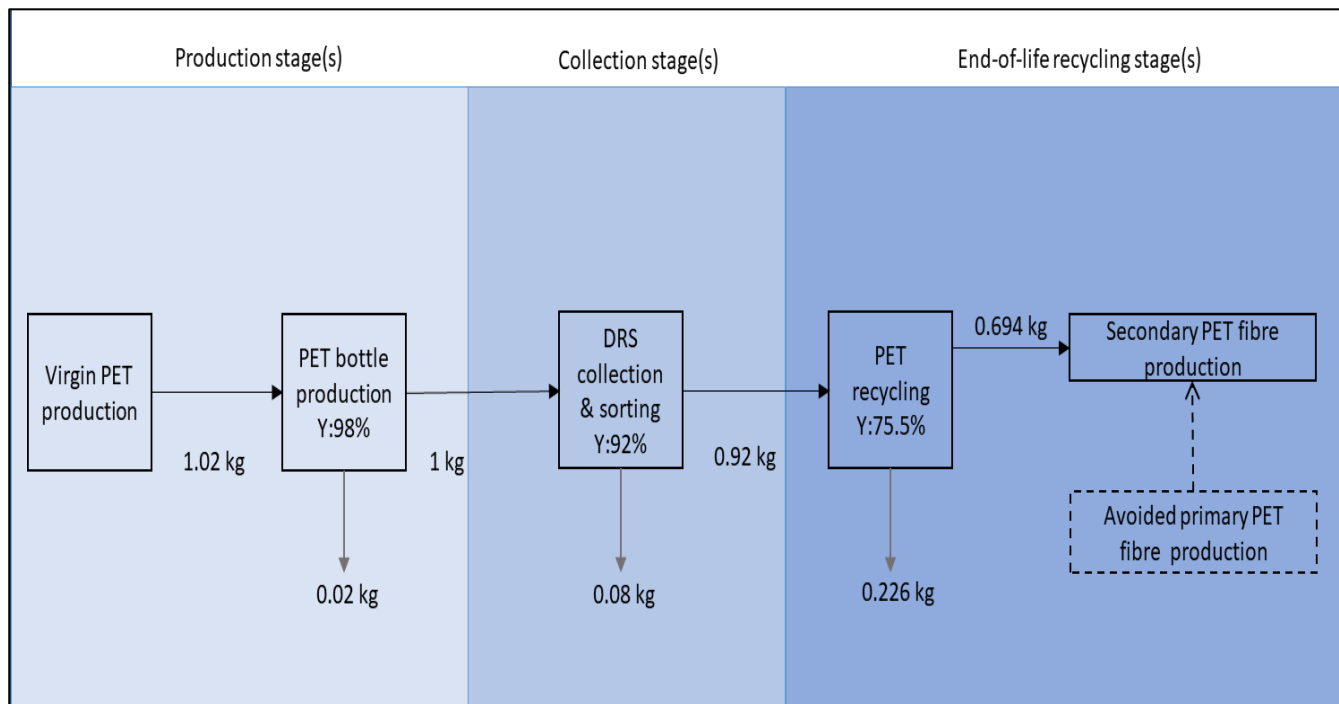 Production stage(s)
Collection stage(s)
End-of-life recycling stage(s)
Virgin PET
production
1.02 kg
PET bottle
production
Y:98%
0.02 kg
1 kg
DRS
collection
& sorting
Y:92%
0.08 kg
0.92 kg
PET
recycling
Y:75.5%
0.226 kg
0.694 kg
Secondary PET fibre
production
Avoided primary PET
fibre production